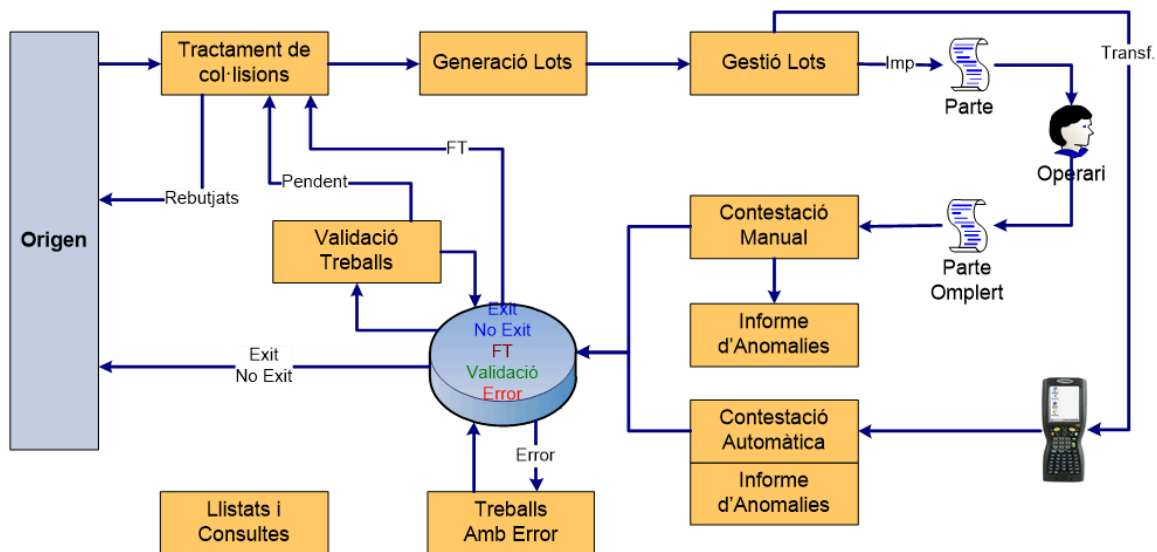 Tractament de
col·lisions
Generació Lots
Gestió Lots
Imp
Parte
Transf.
Operari
FT
Pendent
Rebutjats
Origen
Validació
Treballs
Contestació
Manual
Parte
Omplert
Informe
d'Anomalies
Exit
No Exit
FT
Validació
Error
Exit
No Exit
Contestació
Automàtica
Informe
d'Anomalies
Error
Llistats i
Consultes
Treballs
Amb Error